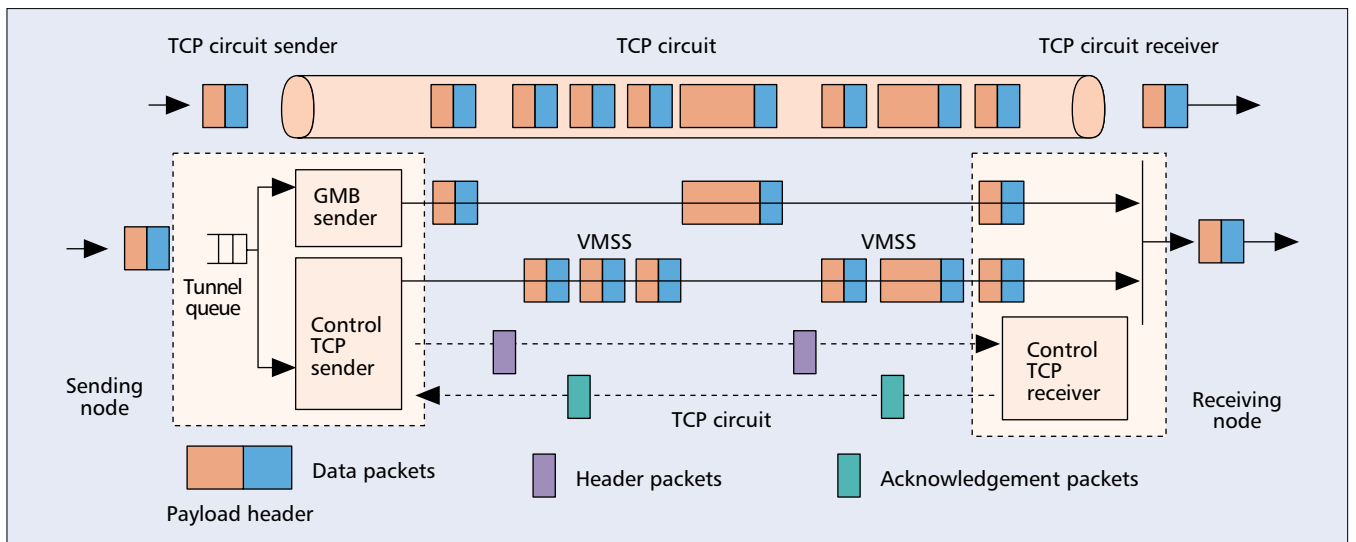 TCP circuit sender
TCP circuit
TCP circuit receiver
GMB
sender
VMSS
VMSS
Tunnel
queue
Control
TCP
sender
Control
TCP
receiver
Sending
node
TCP circuit
Receiving
node
Data packets
Header packets
Acknowledgement packets
Payload header